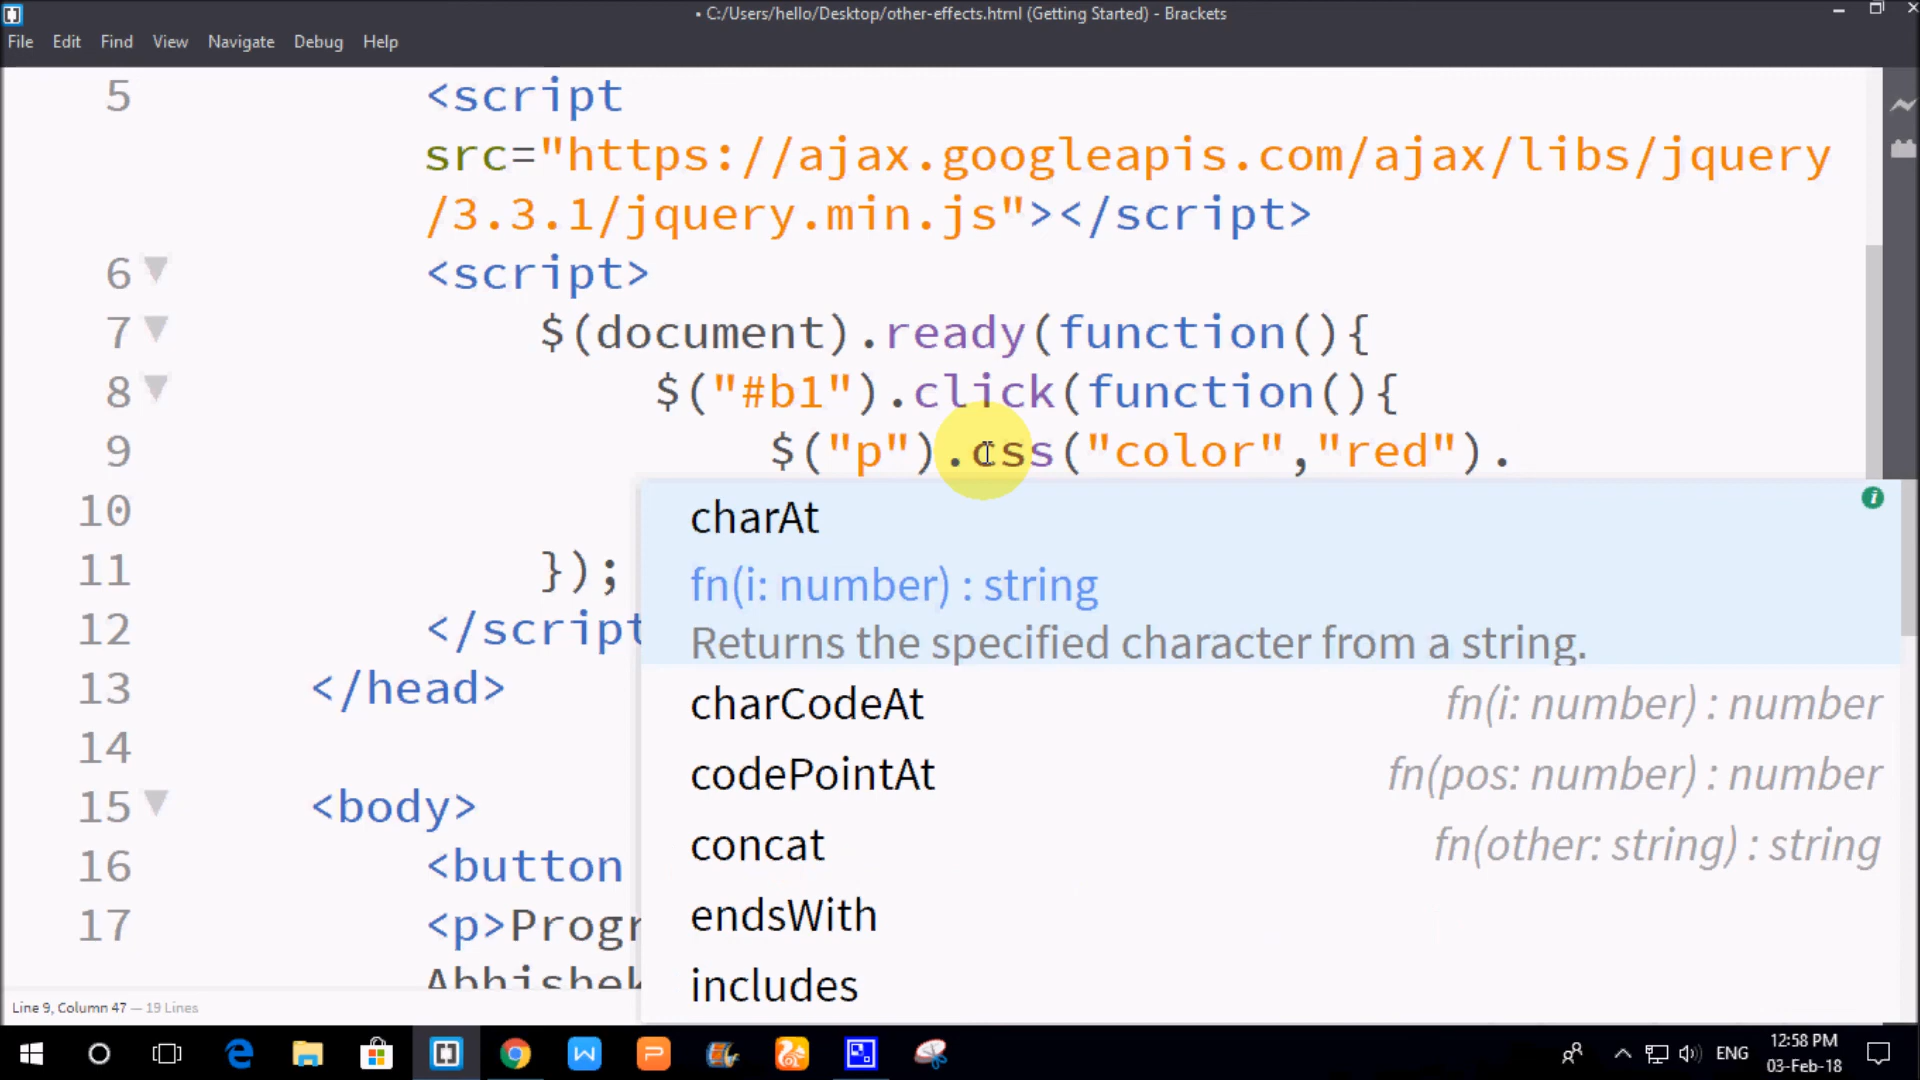 • C:/Users/hello/Desktop/other-effects.html (Getting Started) - Brackets
File Edit Find View Navigate Debug Help
5 <script
src="https://ajax.googleapis.com/ajax/libs/jquery
/3.3.1/jquery.min.js"></script>
6 <script>
7 $(document).ready(function(){
8 $("#b1").click(function(){
9 $("p").css("color","red").
10
11 });
12 </script
13 </head>
14
15 <body>
16 <button
17 <p>Progr
Abhishek
charAt
fn(i: number) : string
Returns the specified character from a string.
charCodeAt fn(i: number) : number
codePointAt fn(pos: number) : number
concat fn(other: string) : string
endsWith
includes
Line 9, Column 47 — 19 Lines
ENG
12:58 PM
03-Feb-18